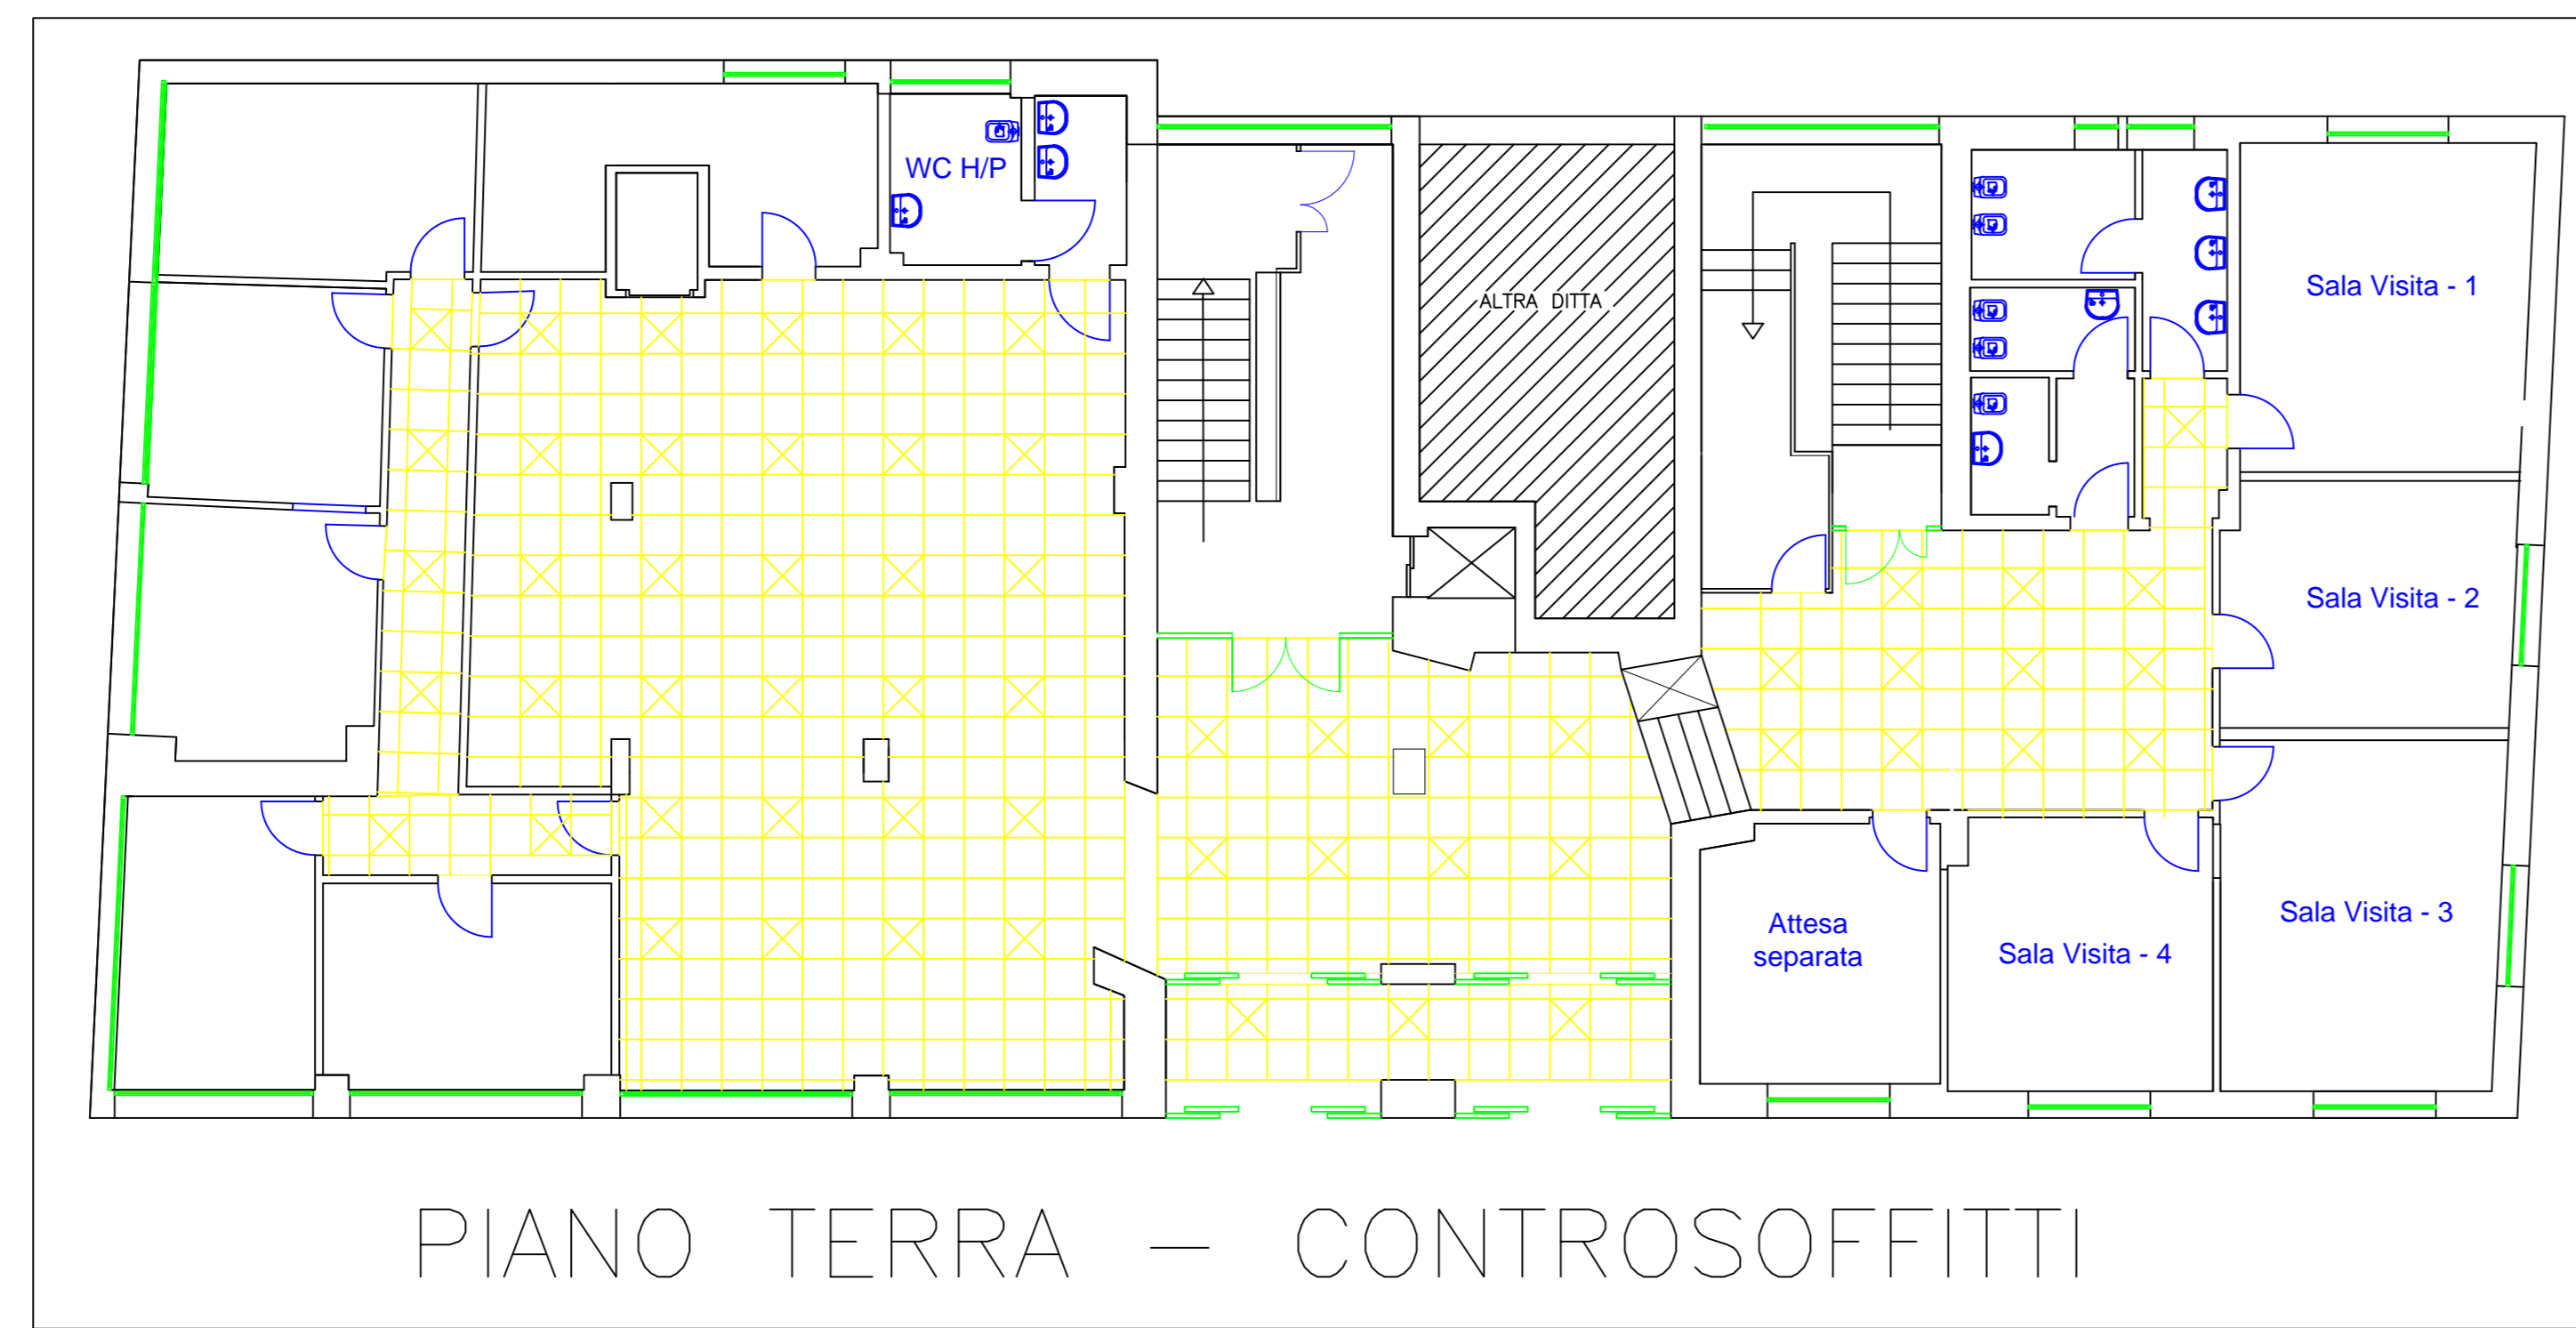 WC H/P
ALTRA DITTA
Sala Visita - 1
Sala Visita - 2
Sala Visita - 3
Attesa
separata
Sala Visita - 4
PIANO TERRA — CONTROSOFFITTI